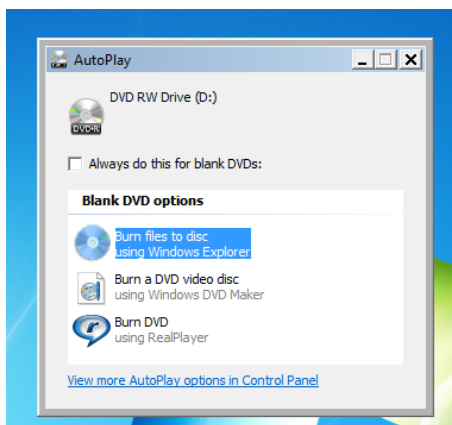 AutoPlay
DVD RW Drive (D:)
DVD-R
Always do this for blank DVDs:
Blank DVD options
Burn files to disc
using Windows Explorer
Burn a DVD video disc
using Windows DVD Maker
Burn DVD
using RealPlayer
View more AutoPlay options in Control Panel